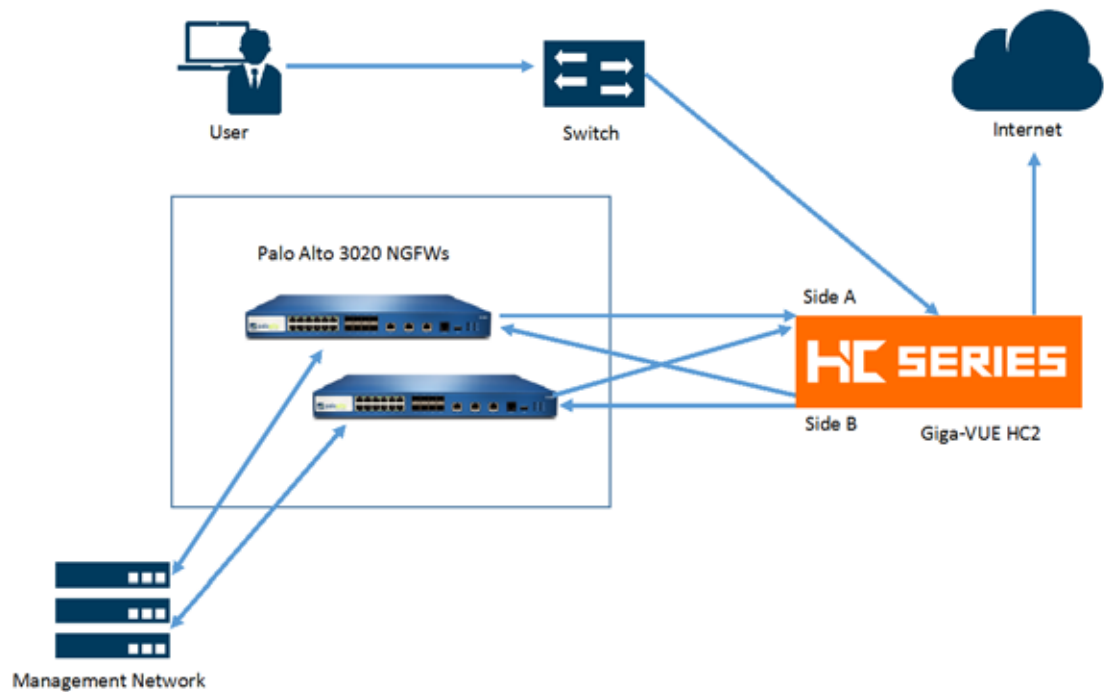 User
Switch
Internet
Palo Alto 3020 NGFWs
Side A
HC SERIES
Side B
Giga-VUE HC2
Management Network